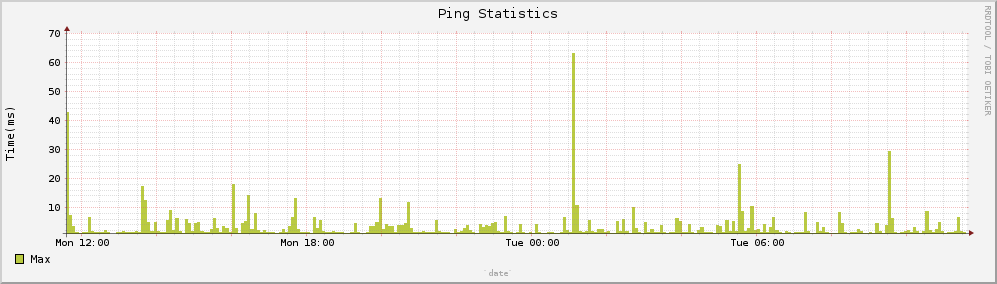 Ping Statistics
RRDTOOL / TOBI OETIKER
Time(ms)
70
60
50
40
30
20
10
Mon 12:00 Mon 18:00 Tue 00:00 Tue 06:00
Max
`date`